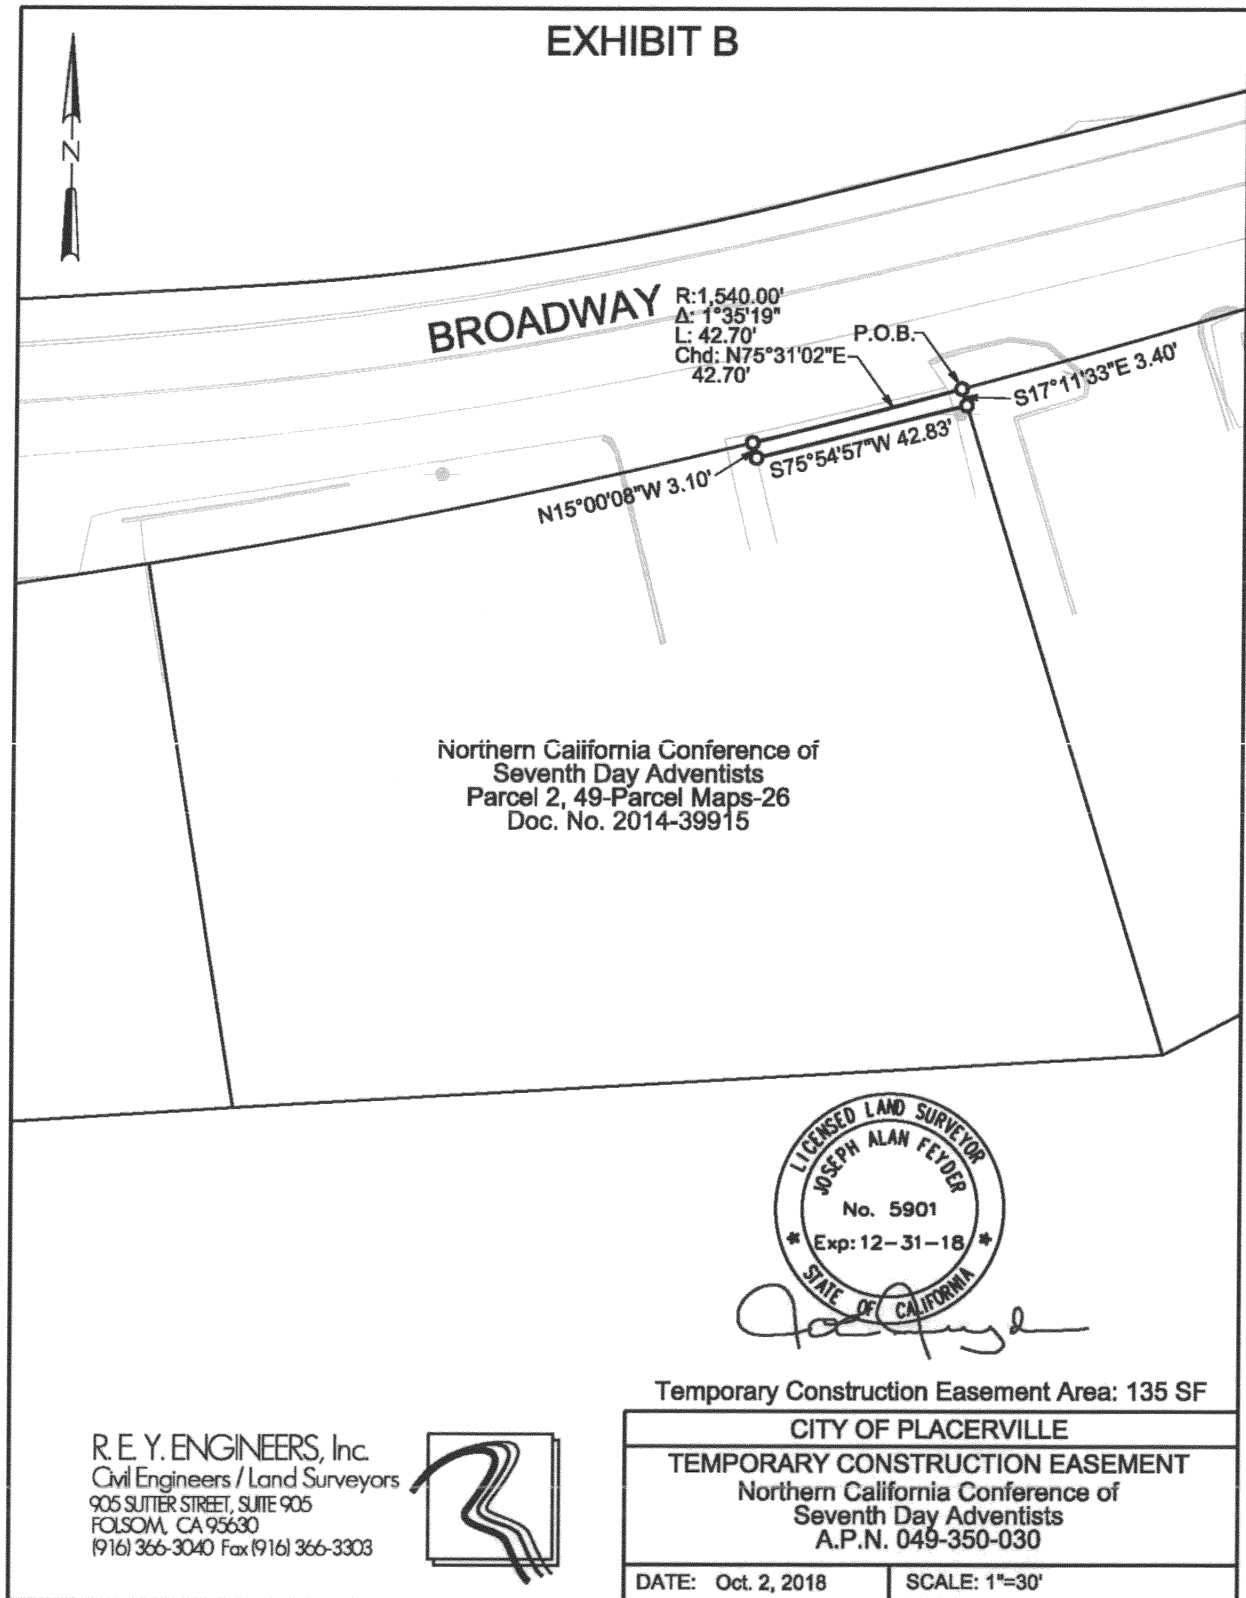 EXHIBIT B
N
BROADWAY
R:1,540.00'
Δ: 1°35'19"
L: 42.70'
Chd: N75°31'02"E
42.70'
P.O.B.
S17°11'33"E 3.40'
S75°54'57"W 42.83'
N15°00'08"W 3.10'
Northern California Conference of
Seventh Day Adventists
Parcel 2, 49-Parcel Maps-26
Doc. No. 2014-39915
LICENSED LAND SURVEYOR
JOSEPH ALAN FEYDER
No. 5901
Exp: 12-31-18
STATE OF CALIFORNIA
Temporary Construction Easement Area: 135 SF
R.E.Y. ENGINEERS, Inc.
Civil Engineers / Land Surveyors
905 SUTTER STREET, SUITE 905
FOLSOM, CA 95630
(916) 366-3040 Fax (916) 366-3303
CITY OF PLACERVILLE
TEMPORARY CONSTRUCTION EASEMENT
Northern California Conference of
Seventh Day Adventists
A.P.N. 049-350-030
DATE: Oct. 2, 2018
SCALE: 1"=30'